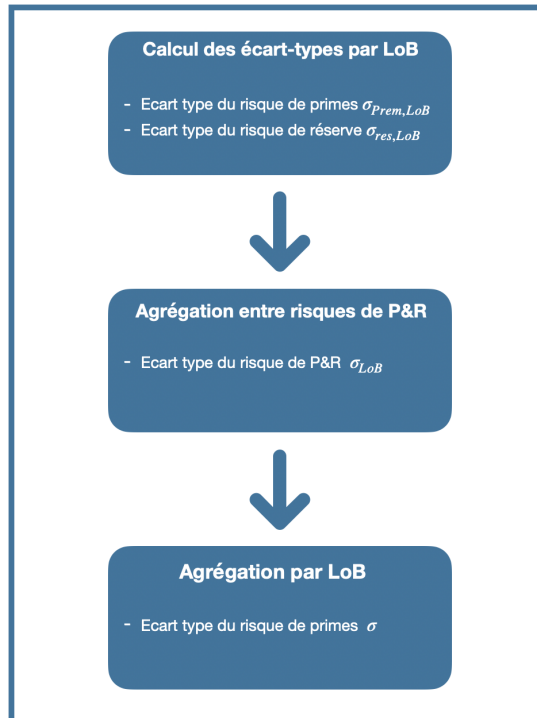 Calcul des écart-types par LoB
- Ecart type du risque de primes σ_{Prem,LoB}
- Ecart type du risque de réserve σ_{res,LoB}
Agrégation entre risques de P&R
- Ecart type du risque de P&R σ_{LoB}
Agrégation par LoB
- Ecart type du risque de primes σ